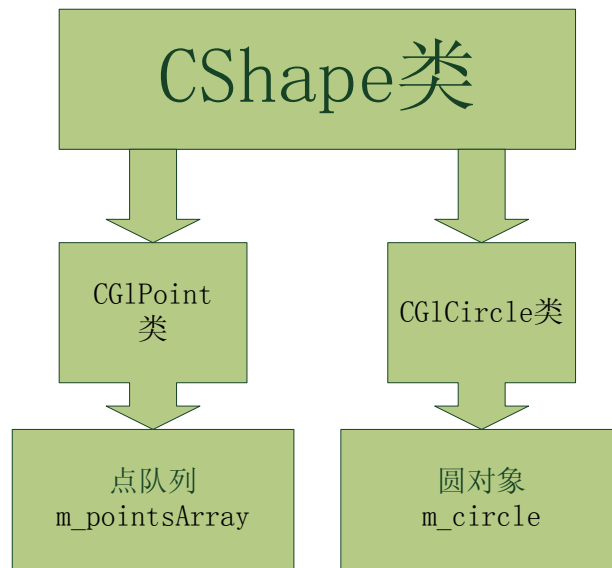 CShape类
CGlPoint
类
CGlCircle类
点队列
m_pointsArray
圆对象
m_circle